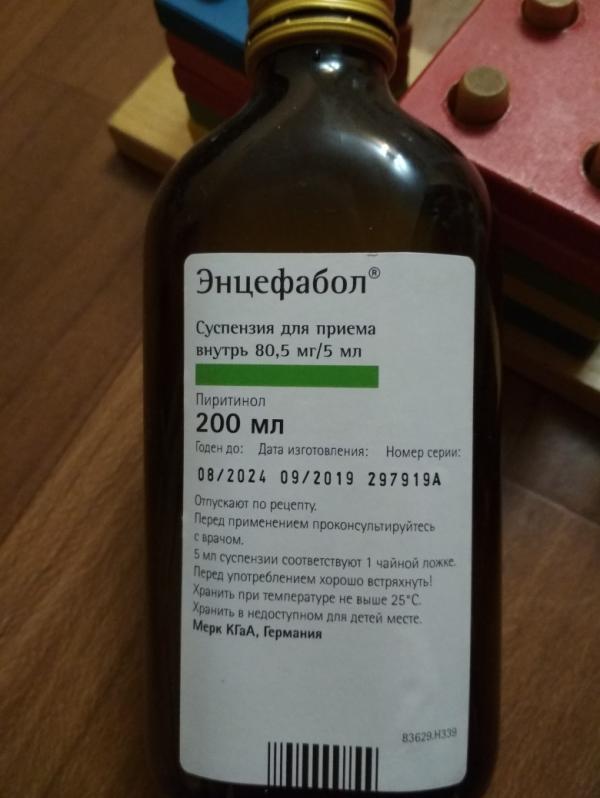 Энцефабол®
Суспензия для приема
внутрь 80,5 мг/5 мл
Пиритинол
200 мл
Годен до: Дата изготовления: Номер серии:
08/2024 09/2019 297919A
Отпускают по рецепту.
Перед применением проконсультируйтесь
с врачом.
5 мл суспензии соответствуют 1 чайной ложке.
Перед употреблением хорошо встряхнуть!
Хранить при температуре не выше 25°C.
Хранить в недоступном для детей месте.
Мерк КГаА, Германия
83629.H339